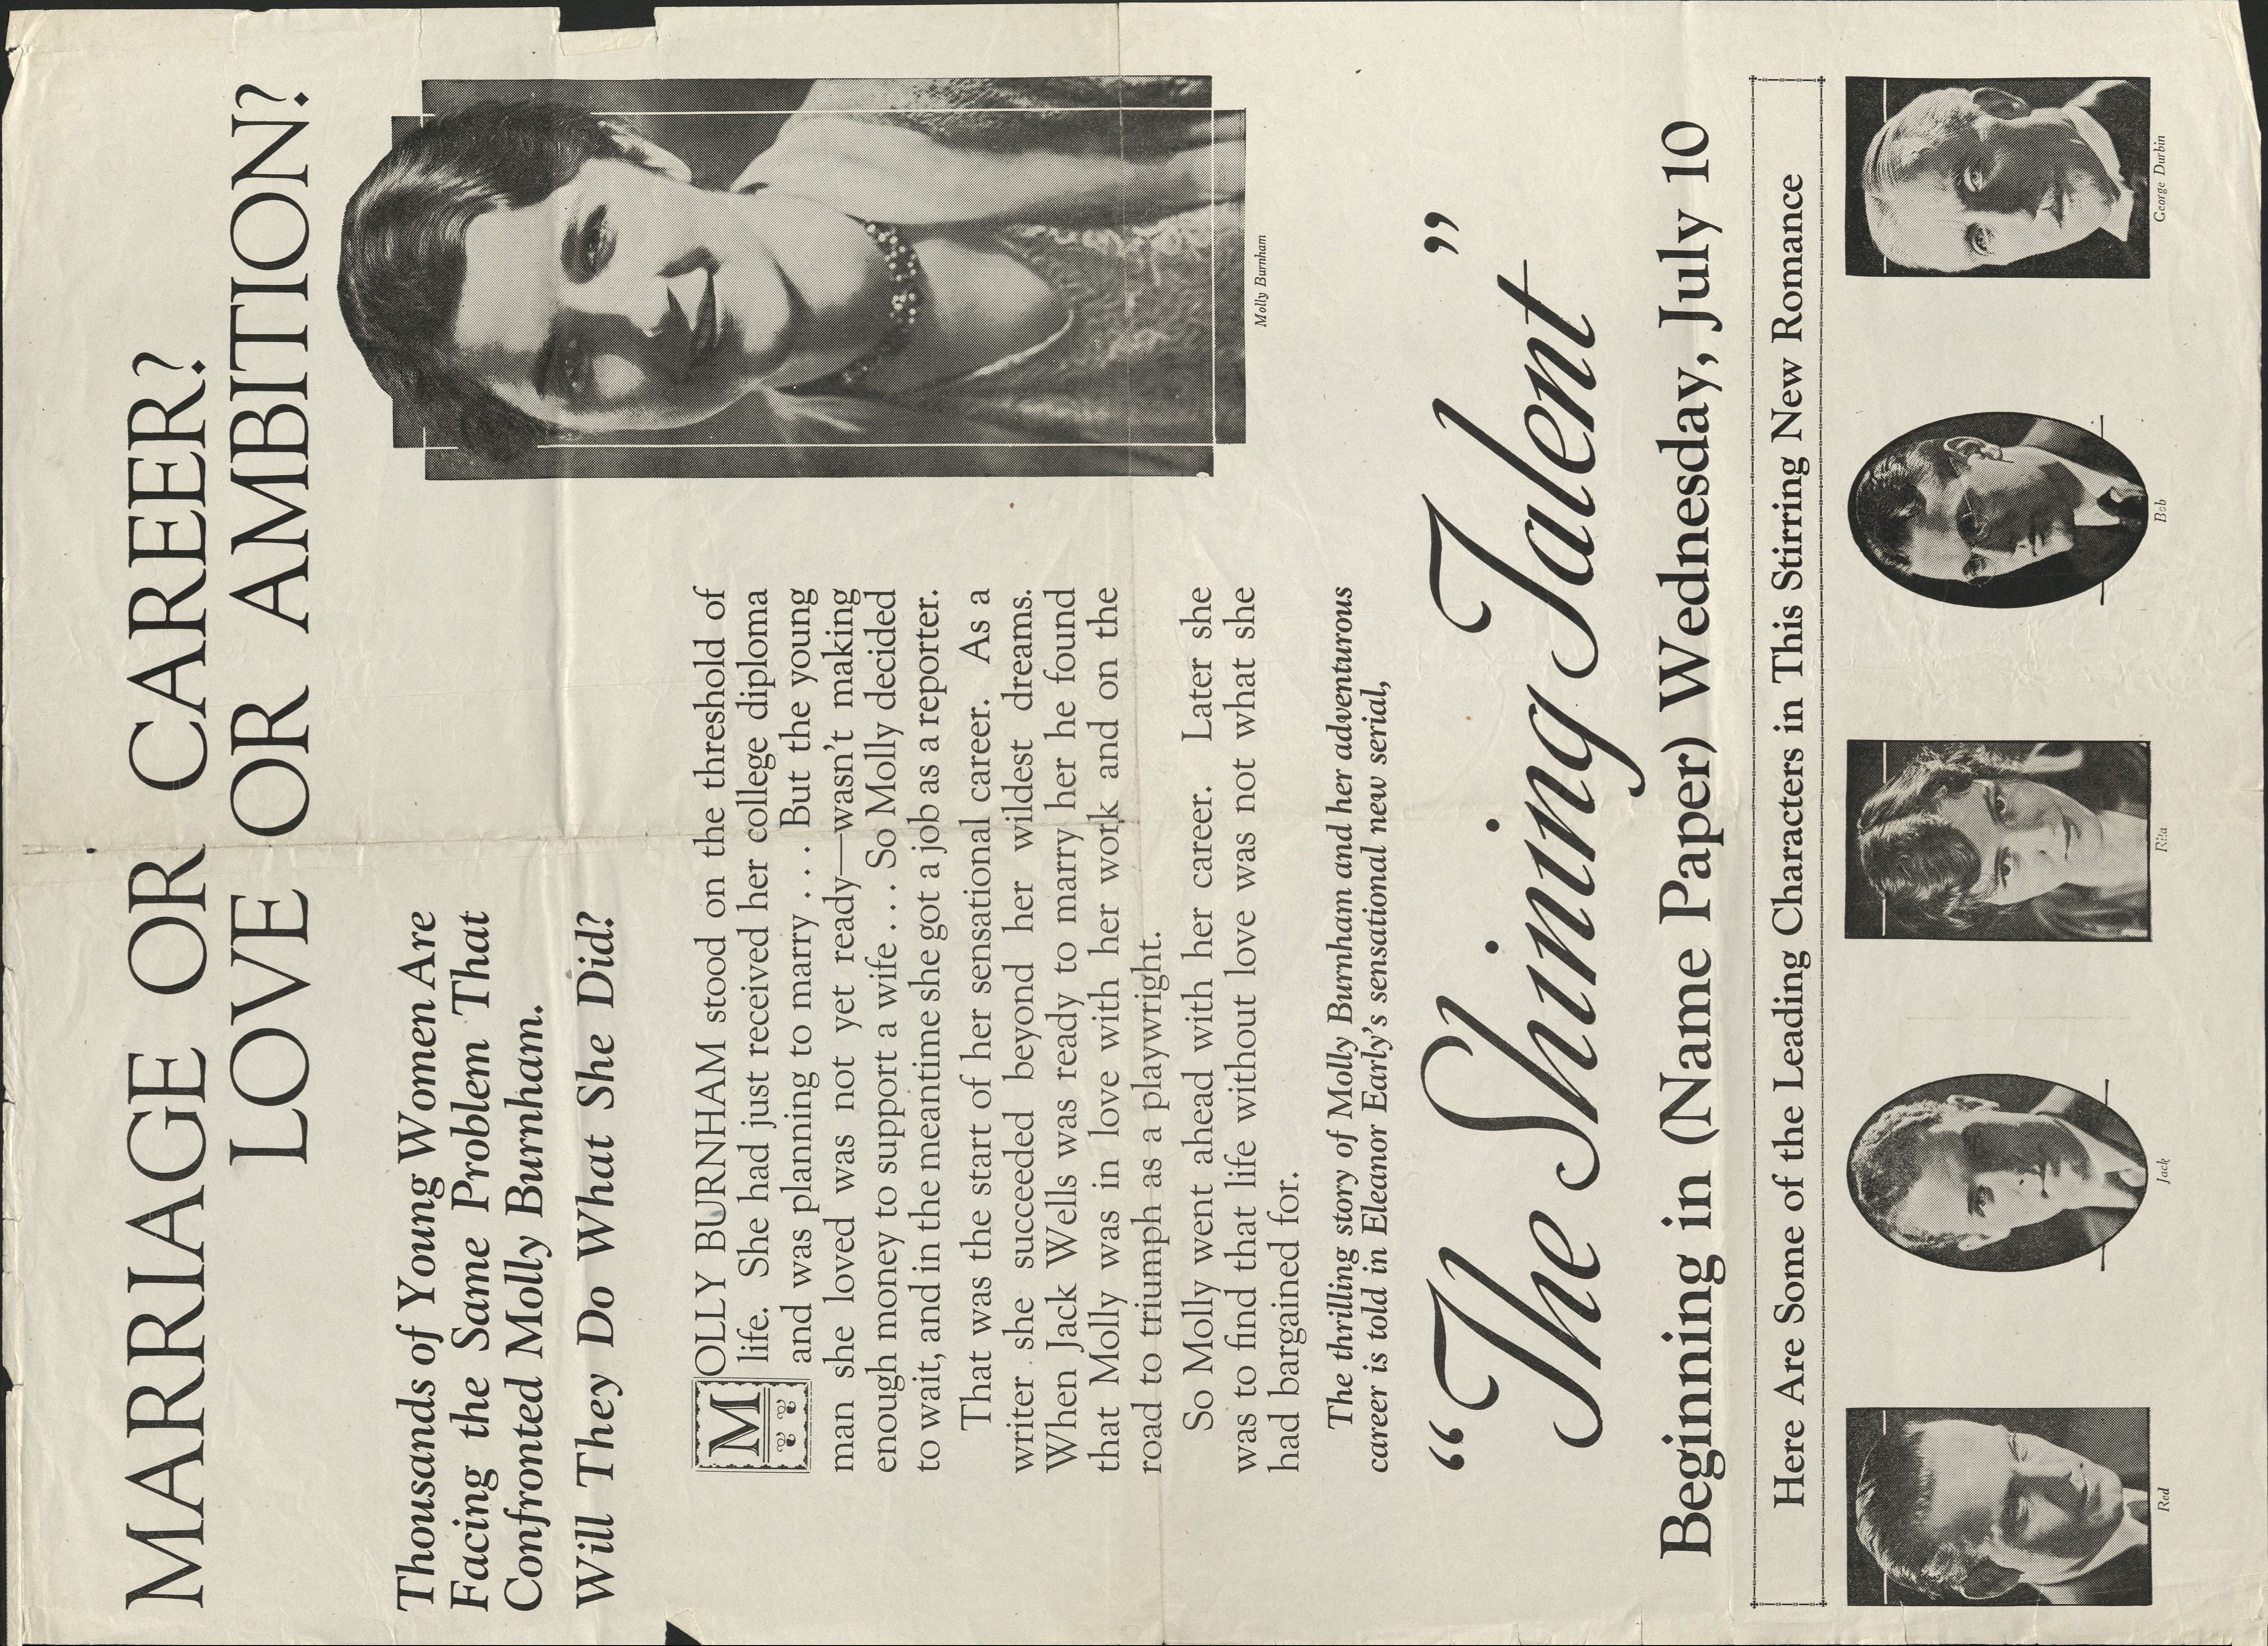 MARRIAGE OR CAREER?
LOVE OR AMBITION?
Thousands of Young Women Are
Facing the Same Problem That
Confronted Molly Burnham.
Will They Do What She Did?
MOLLY BURNHAM stood on the threshold of
life. She had just received her college diploma
and was planning to marry . . . But the young
man she loved was not yet ready—wasn't making
enough money to support a wife . . . So Molly decided
to wait, and in the meantime she got a job as a reporter.
That was the start of her sensational career. As a
writer she succeeded beyond her wildest dreams.
When Jack Wells was ready to marry her he found
that Molly was in love with her work and on the
road to triumph as a playwright.
So Molly went ahead with her career. Later she
was to find that life without love was not what she
had bargained for.
The thrilling story of Molly Burnham and her adventurous
career is told in Eleanor Early's sensational new serial,
Molly Burnham
“The Shining Talent”
Beginning in (Name Paper) Wednesday, July 10
Here Are Some of the Leading Characters in This Stirring New Romance
Red
Jack
Rita
Bob
George Durbin